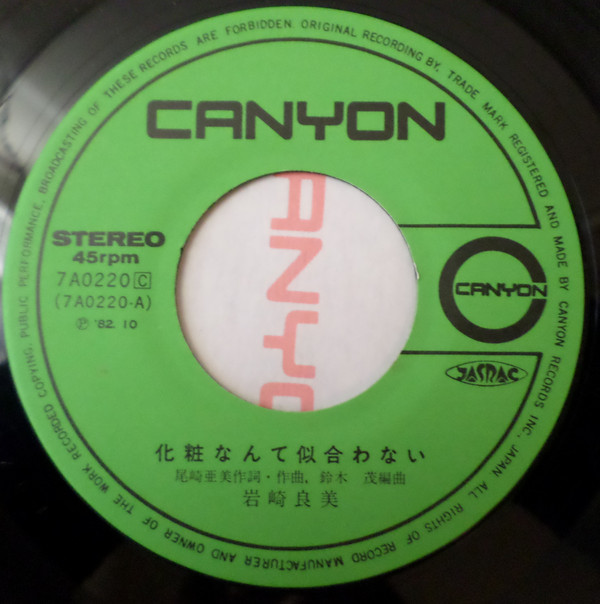 CANYON
STEREO
45rpm
7A0220 C
(7A0220-A)
Ⓟ '82. 10
CANYON
JASRAC
化粧なんて似合わない
尾崎亜美作詞・作曲, 鈴木 茂編曲
岩崎良美
ALL RIGHTS OF RECORD MANUFACTURER AND OWNER OF THE WORK RECORDED COPYING, PUBLIC PERFORMANCE, BROADCASTING OF THESE RECORDS ARE FORBIDDEN ORIGINAL RECORDING BY, TRADE MARK REGISTERED AND MADE BY CANYON RECORDS INC. JAPAN
ANYO